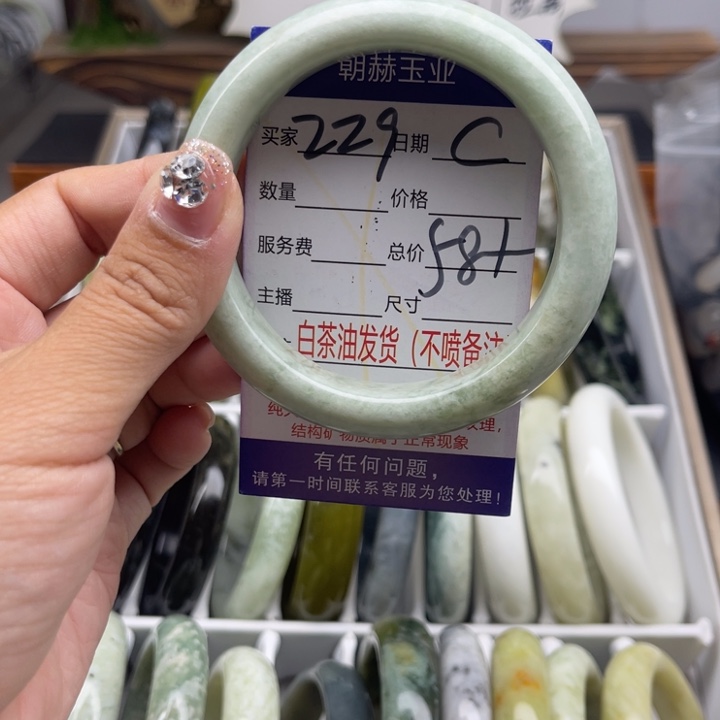 朝赫玉业
买家 229 日期 C
数量 价格
服务费 总价 58+
主播 尺寸
白茶油发货（不喷备注
结构矿物质属于正常现象
有任何问题，
请第一时间联系客服为您处理！